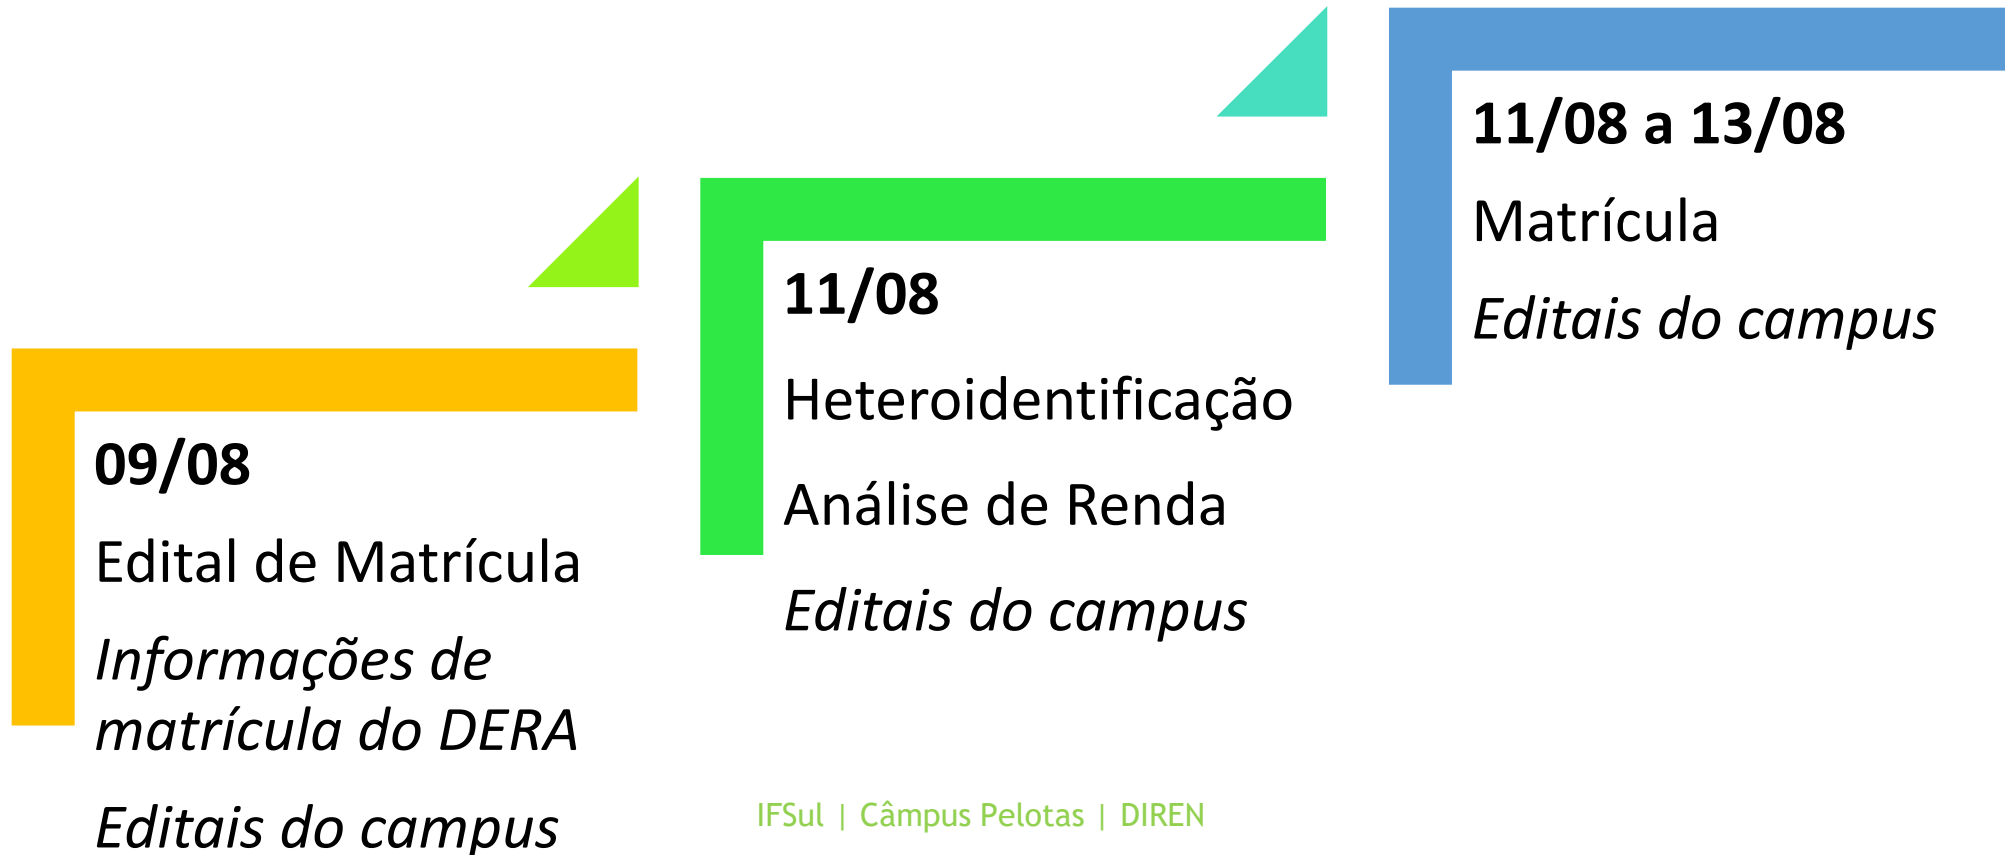 09/08
Edital de Matrícula
Informações de
matrícula do DERA
Editais do campus
11/08
Heteroidentificação
Análise de Renda
Editais do campus
11/08 a 13/08
Matrícula
Editais do campus
IFSul | Câmpus Pelotas | DIREN